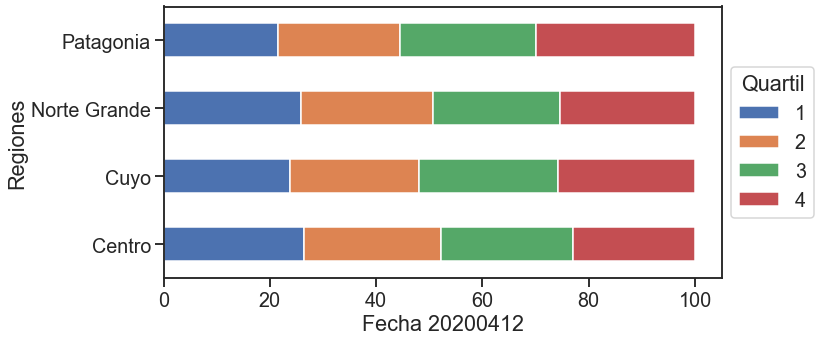 Regiones
Patagonia
Norte Grande
Cuyo
Centro
0 20 40 60 80 100
Fecha 20200412
Quartil
1
2
3
4